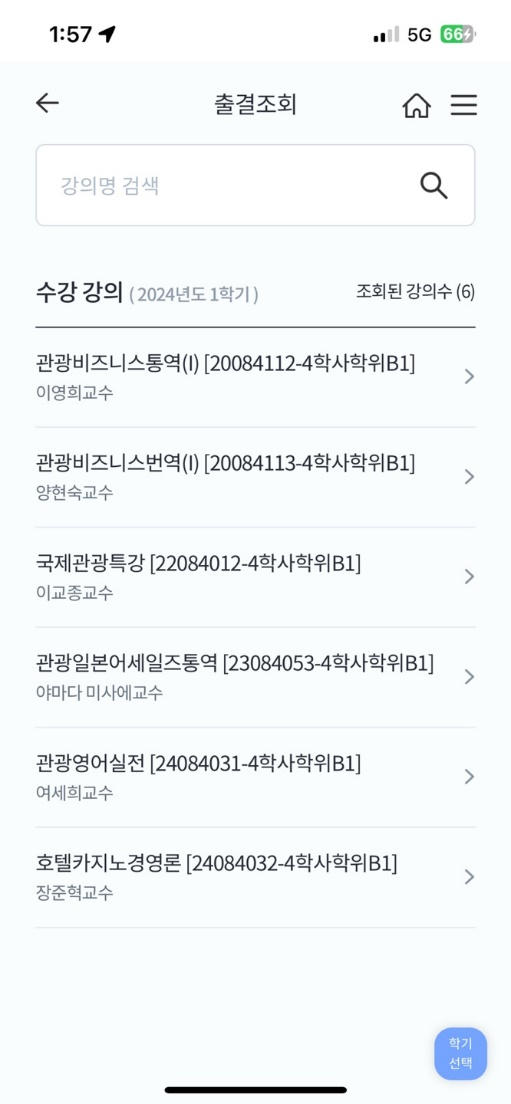 1:57
5G
66
출결조회
강의명 검색
수강 강의 ( 2024년도 1학기 )
조회된 강의수 (6)
관광비즈니스통역(I) [20084112-4학사학위B1]
이영희교수
관광비즈니스번역(I) [20084113-4학사학위B1]
양현숙교수
국제관광특강 [22084012-4학사학위B1]
이교종교수
관광일본어세일즈통역 [23084053-4학사학위B1]
야마다 미사에교수
관광영어실전 [24084031-4학사학위B1]
여세희교수
호텔카지노경영론 [24084032-4학사학위B1]
장준혁교수
학기
선택